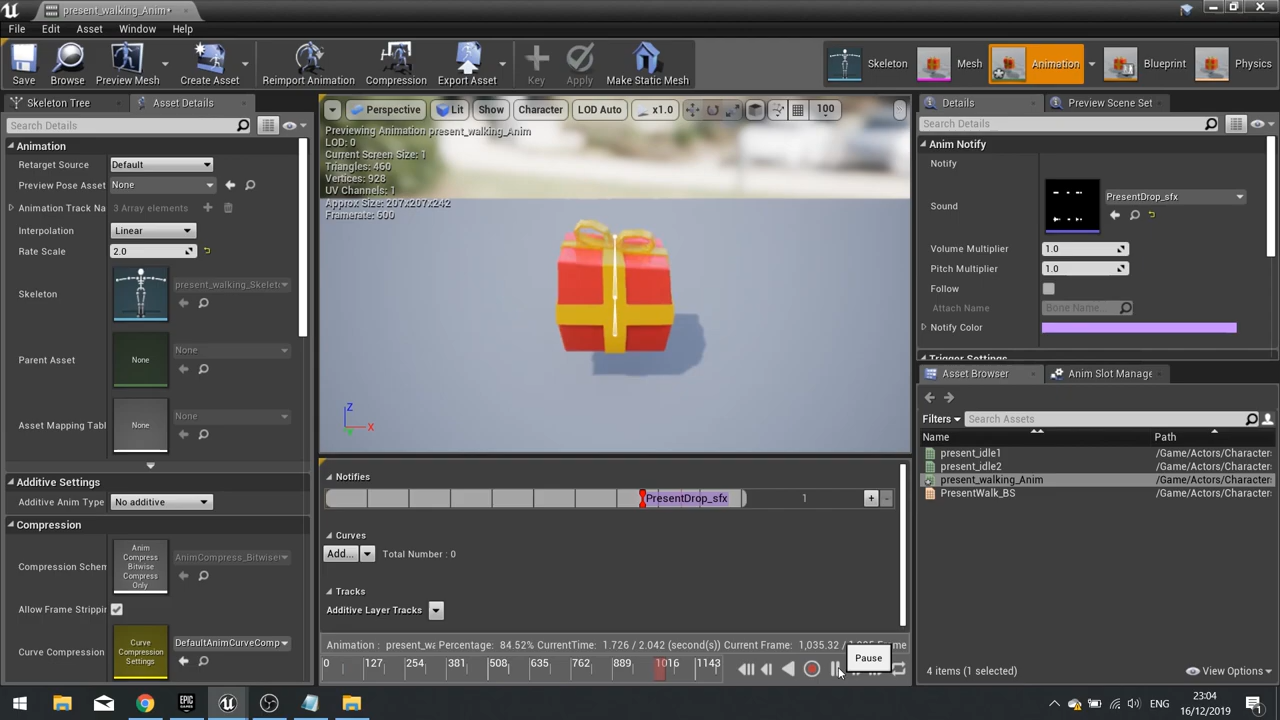 present_walking_Anim*
File Edit Asset Window Help
Save Browse Preview Mesh Create Asset Reimport Animation Compression Export Asset Key Apply Make Static Mesh Skeleton Mesh Animation Blueprint Physics
Skeleton Tree Asset Details
Search Details
Animation
Retarget Source Default
Preview Pose Asset None
Animation Track Na 3 Array elements
Interpolation Linear
Rate Scale 2.0
Skeleton present_walking_Skelet
Parent Asset None None
Asset Mapping Tabl None None
Additive Settings
Additive Anim Type No additive
Compression
Compression Schem Anim Compress Bitwise Compress Only AnimCompress_Bitwise
Allow Frame Strippi
Curve Compression Curve Compression Settings DefaultAnimCurveComp
Perspective Lit Show Character LOD Auto x1.0 100
Previewing Animation present_walking_Anim
LOD: 0
Current Screen Size: 1
Triangles: 460
Vertices: 928
UV Channels: 1
Approx Size: 207x207x242
Framerate: 600
Z
X
Notifies
PresentDrop_sfx 1
Curves
Add... Total Number : 0
Tracks
Additive Layer Tracks
Animation : present_wa Percentage: 84.52% CurrentTime: 1.726 / 2.042 (second(s)) Current Frame: 1,035.32 /
0 127 254 381 508 635 762 889 1016 1143
Pause
Details Preview Scene Set
Search Details
Anim Notify
Notify
Sound PresentDrop_sfx
Volume Multiplier 1.0
Pitch Multiplier 1.0
Follow
Attach Name Bone Name
Notify Color
Trigger Settings
Asset Browser Anim Slot Manage
Filters Search Assets
Name Path
present_idle1 /Game/Actors/Character
present_idle2 /Game/Actors/Character
present_walking_Anim /Game/Actors/Character
PresentWalk_BS /Game/Actors/Character
4 items (1 selected) View Options
EPIC GAMES
ENG 23:04
16/12/2019